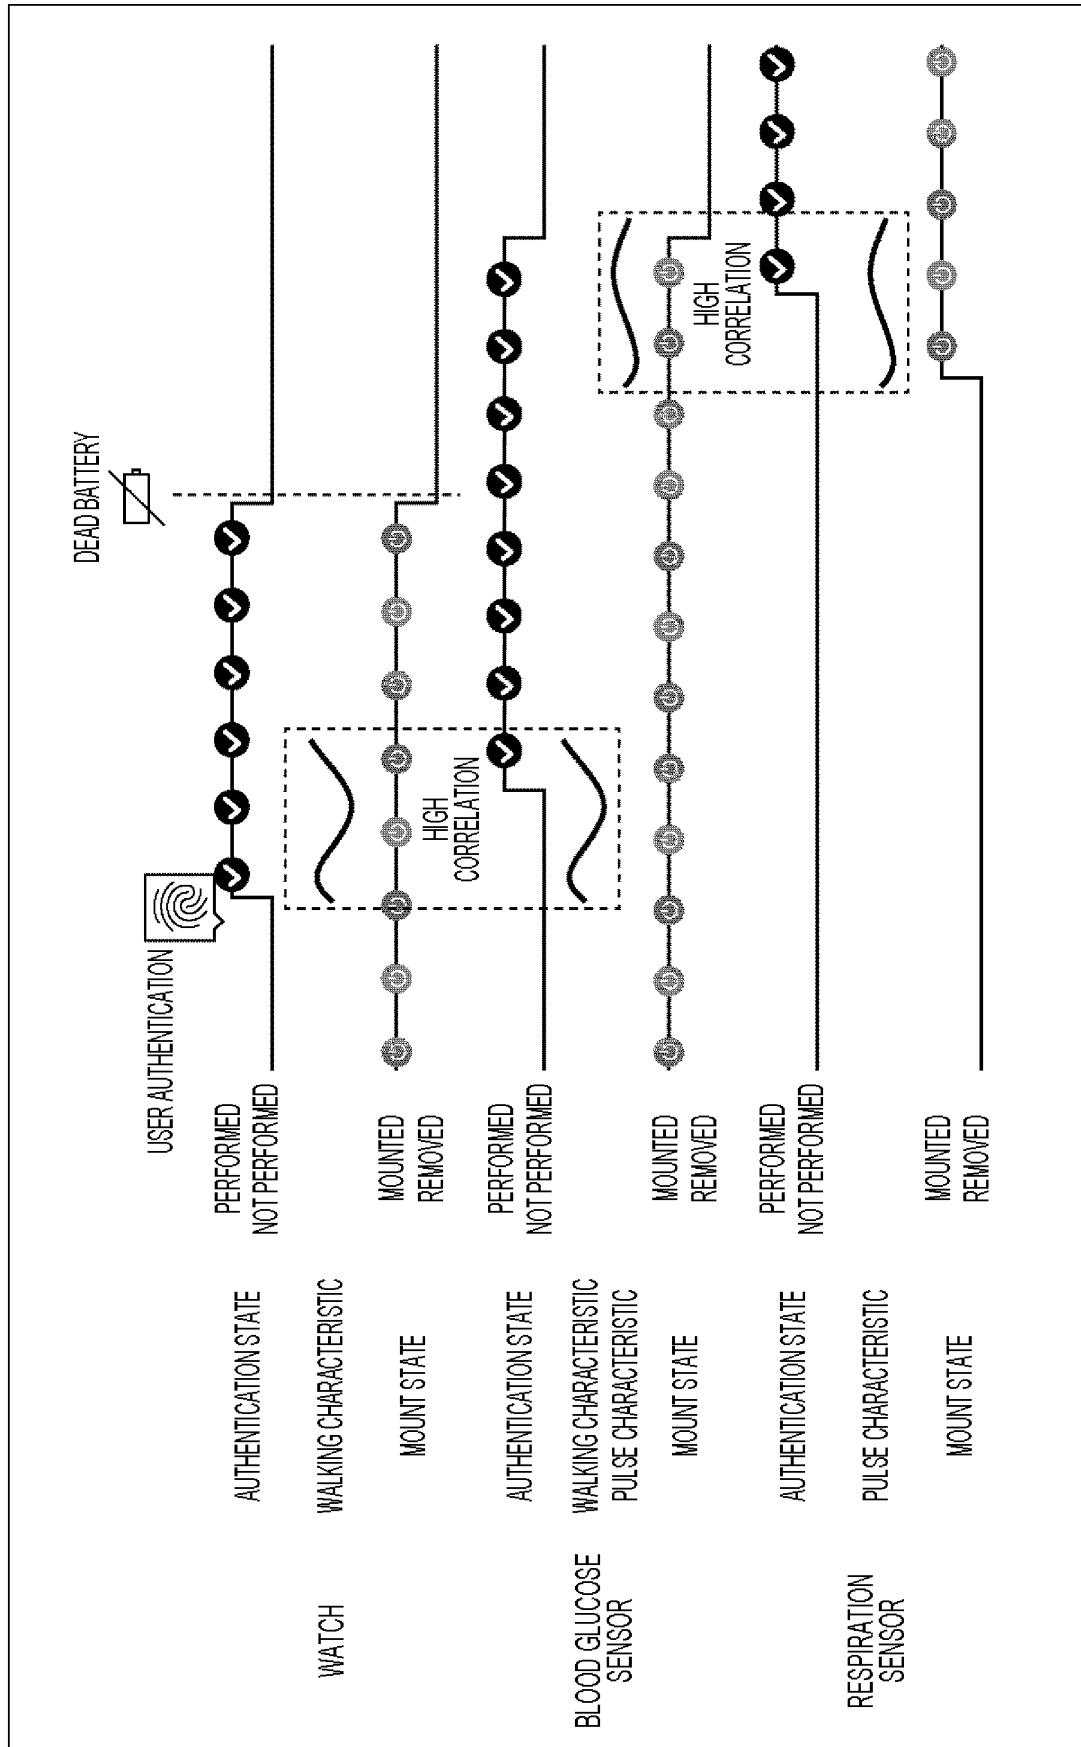 DEAD BATTERY
USER AUTHENTICATION
WATCH
AUTHENTICATION STATE
PERFORMED
NOT PERFORMED
WALKING CHARACTERISTIC
MOUNT STATE
MOUNTED
REMOVED
HIGH
CORRELATION
BLOOD GLUCOSE
SENSOR
AUTHENTICATION STATE
PERFORMED
NOT PERFORMED
WALKING CHARACTERISTIC
PULSE CHARACTERISTIC
MOUNT STATE
MOUNTED
REMOVED
HIGH
CORRELATION
RESPIRATION
SENSOR
AUTHENTICATION STATE
PERFORMED
NOT PERFORMED
PULSE CHARACTERISTIC
MOUNT STATE
MOUNTED
REMOVED